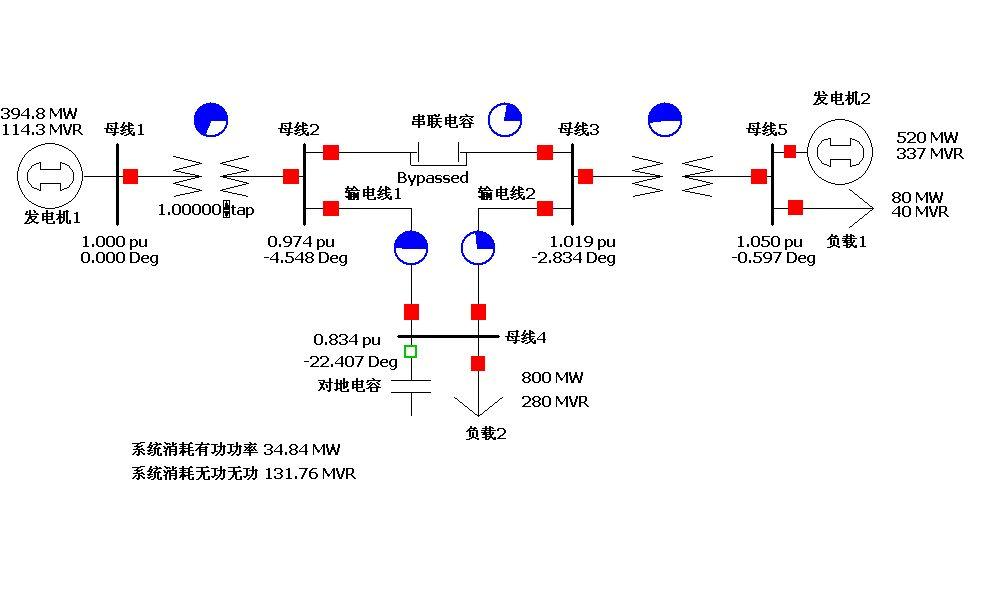 发电机2
394.8 MW
114.3 MVR
母线1
母线2
串联电容
母线3
母线5
520 MW
337 MVR
Bypassed
输电线1
输电线2
80 MW
40 MVR
发电机1
1.00000 tap
1.000 pu
0.000 Deg
0.974 pu
-4.548 Deg
1.019 pu
-2.834 Deg
1.050 pu
-0.597 Deg
负载1
0.834 pu
-22.407 Deg
母线4
对地电容
800 MW
280 MVR
负载2
系统消耗有功功率 34.84 MW
系统消耗无功无功 131.76 MVR